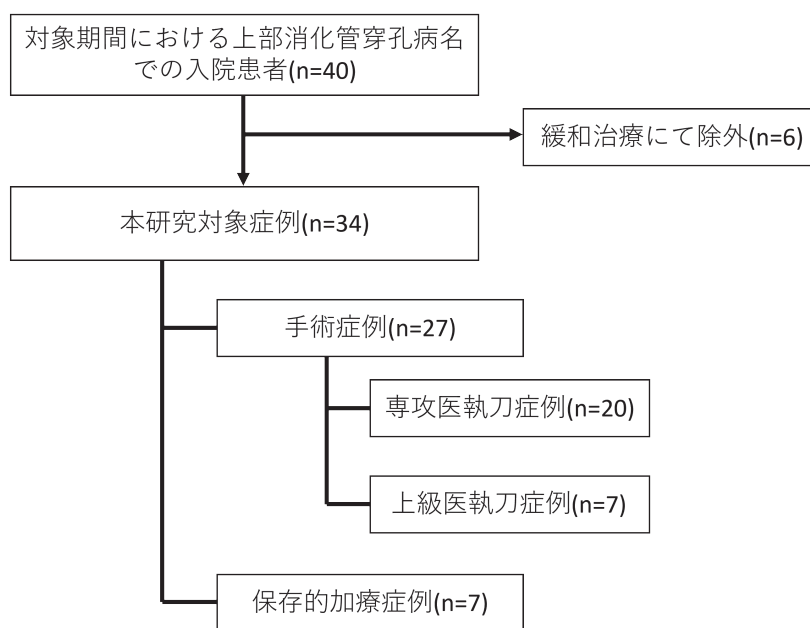 対象期間における上部消化管穿孔病名
での入院患者(n=40)
緩和治療にて除外(n=6)
本研究対象症例(n=34)
手術症例(n=27)
専攻医執刀症例(n=20)
上級医執刀症例(n=7)
保存的加療症例(n=7)